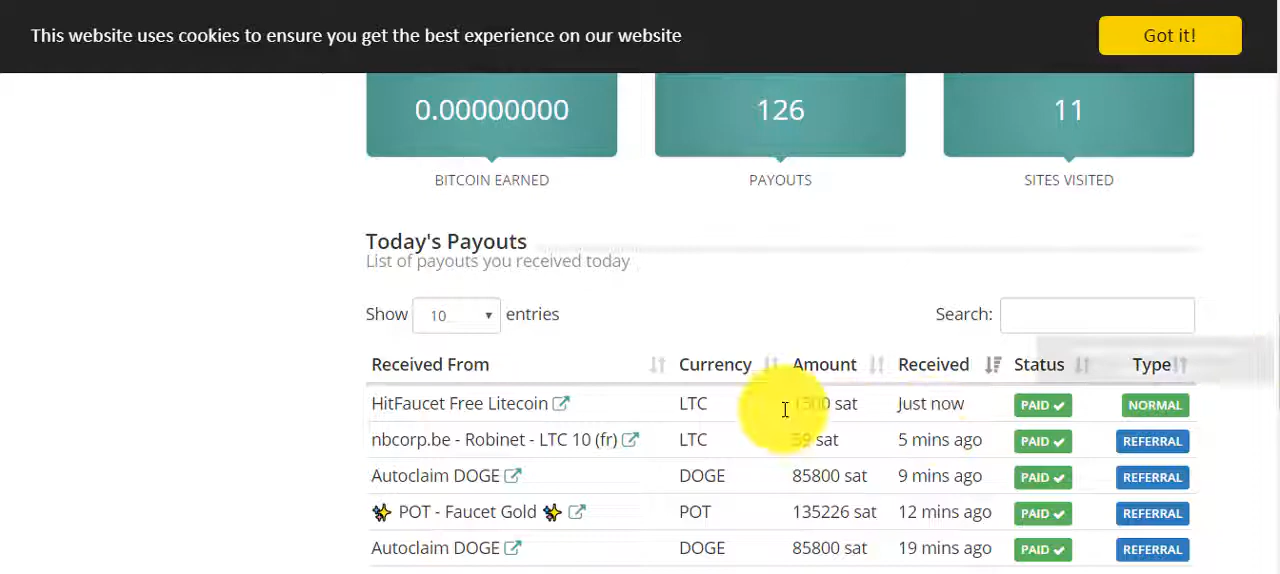 This website uses cookies to ensure you get the best experience on our website
Got it!
0.00000000 126 11
BITCOIN EARNED PAYOUTS SITES VISITED
Today's Payouts
List of payouts you received today
Show 10 entries Search:
Received From Currency Amount Received Status Type
HitFaucet Free Litecoin LTC 1300 sat Just now PAID NORMAL
nbcorp.be - Robinet - LTC 10 (fr) LTC 59 sat 5 mins ago PAID REFERRAL
Autoclaim DOGE DOGE 85800 sat 9 mins ago PAID REFERRAL
POT - Faucet Gold POT 135226 sat 12 mins ago PAID REFERRAL
Autoclaim DOGE DOGE 85800 sat 19 mins ago PAID REFERRAL